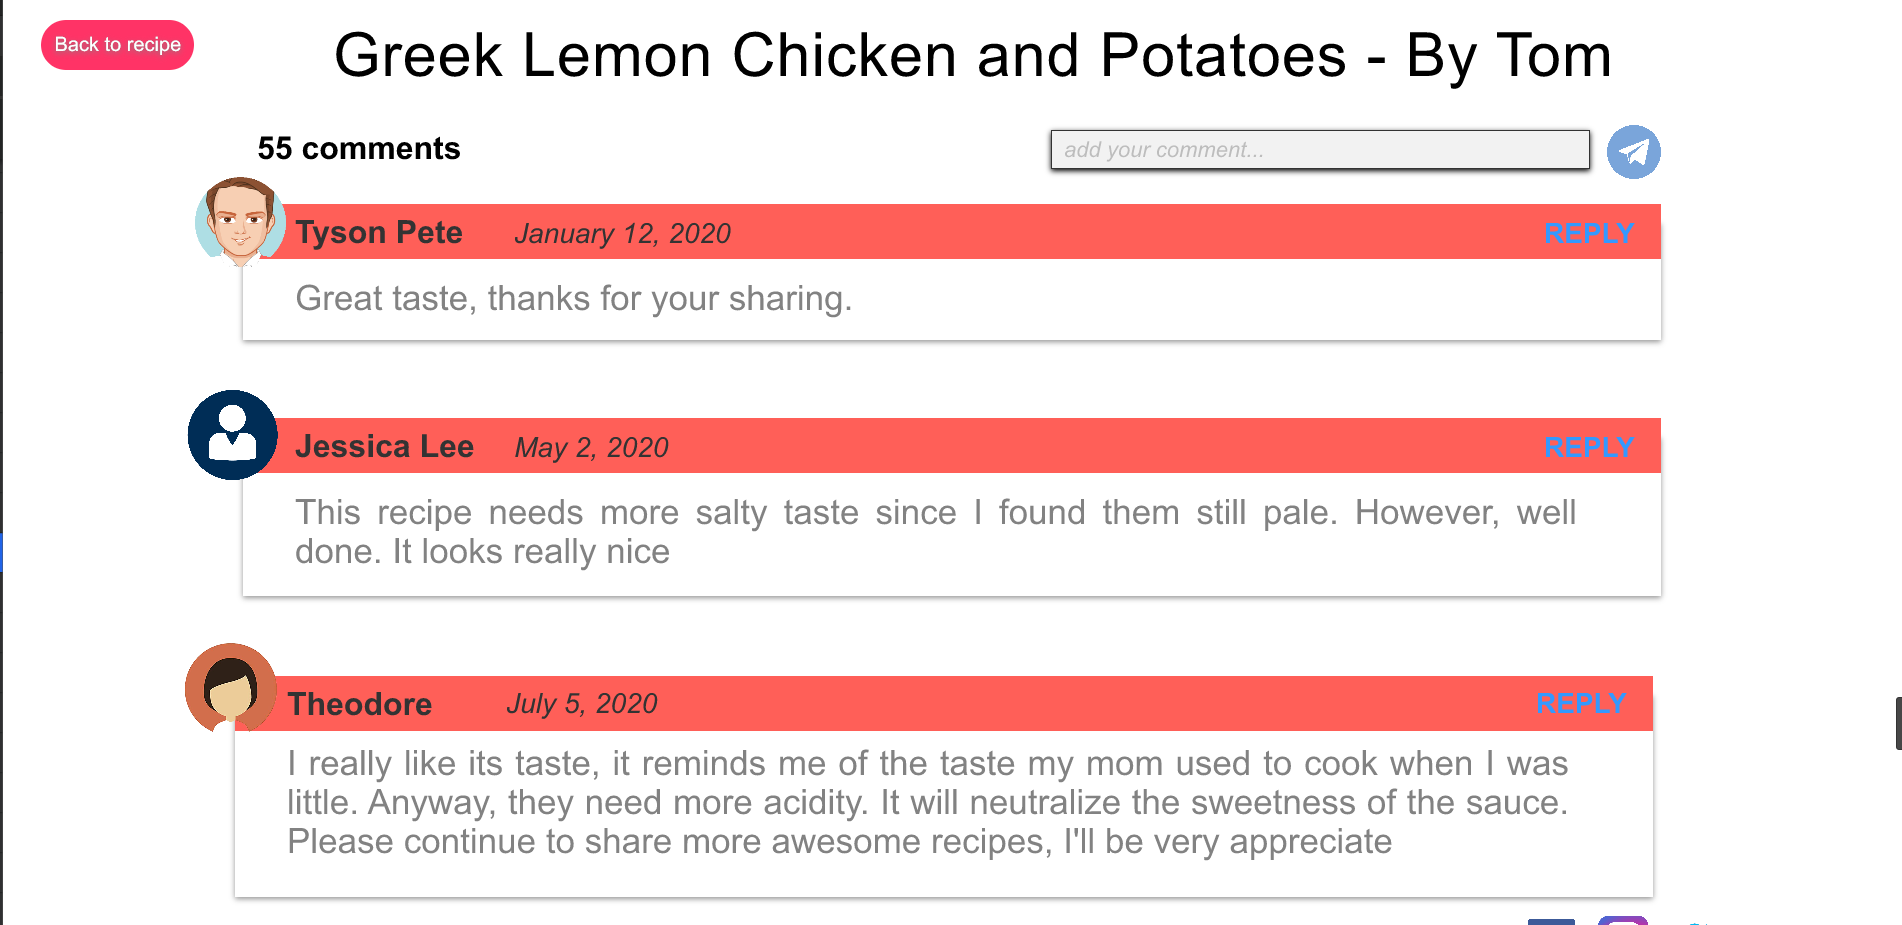 Back to recipe
Greek Lemon Chicken and Potatoes - By Tom
55 comments
add your comment...
Tyson Pete January 12, 2020 REPLY
Great taste, thanks for your sharing.
Jessica Lee May 2, 2020 REPLY
This recipe needs more salty taste since I found them still pale. However, well
done. It looks really nice
Theodore July 5, 2020 REPLY
I really like its taste, it reminds me of the taste my mom used to cook when I was
little. Anyway, they need more acidity. It will neutralize the sweetness of the sauce.
Please continue to share more awesome recipes, I'll be very appreciate